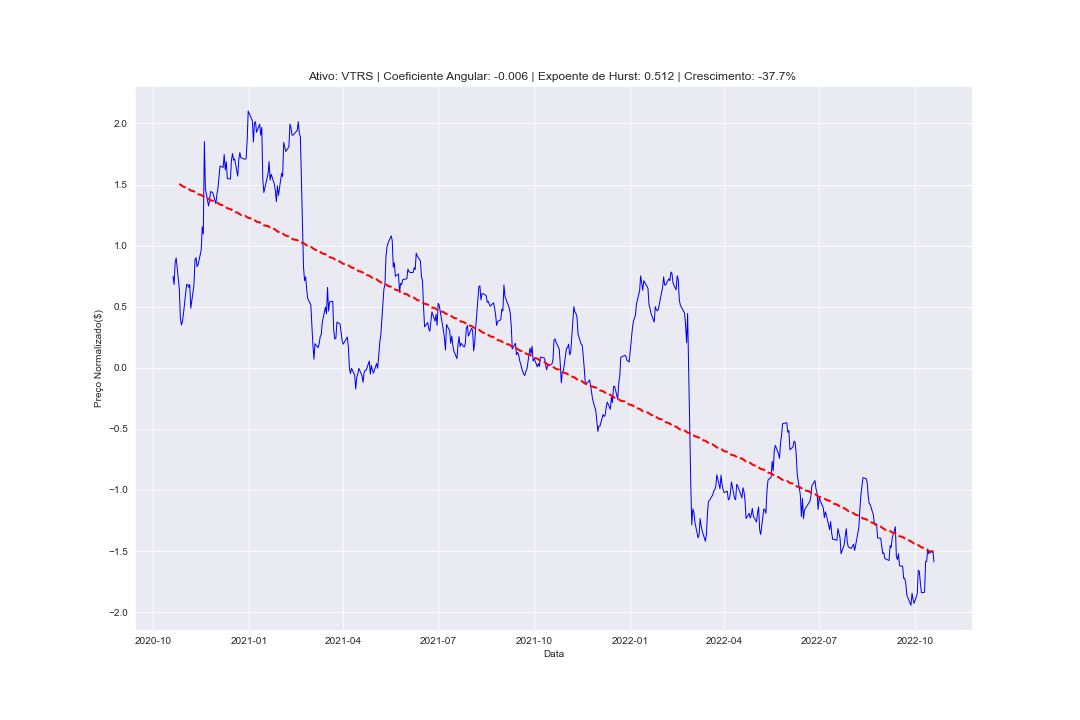 Ativo: VTRS | Coeficiente Angular: -0.006 | Expoente de Hurst: 0.512 | Crescimento: -37.7%
Preço Normalizado($)
2.0
1.5
1.0
0.5
0.0
−0.5
−1.0
−1.5
−2.0
2020-10 2021-01 2021-04 2021-07 2021-10 2022-01 2022-04 2022-07 2022-10
Data